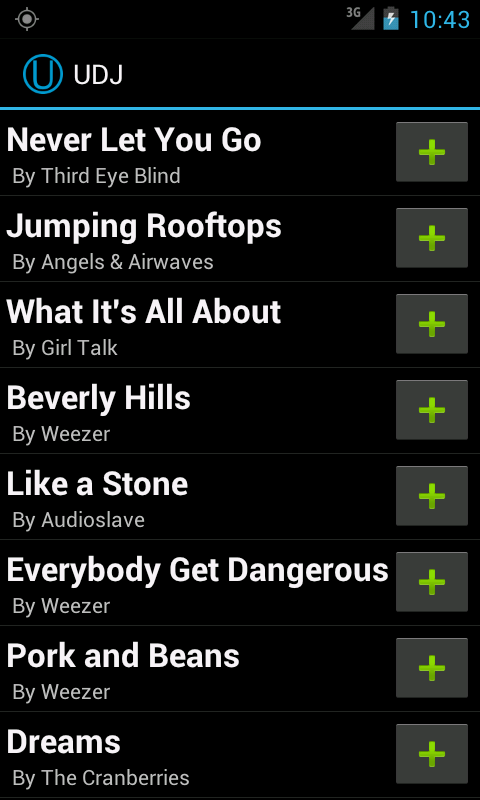 3G 10:43
U UDJ
Never Let You Go
By Third Eye Blind
Jumping Rooftops
By Angels & Airwaves
What It's All About
By Girl Talk
Beverly Hills
By Weezer
Like a Stone
By Audioslave
Everybody Get Dangerous
By Weezer
Pork and Beans
By Weezer
Dreams
By The Cranberries